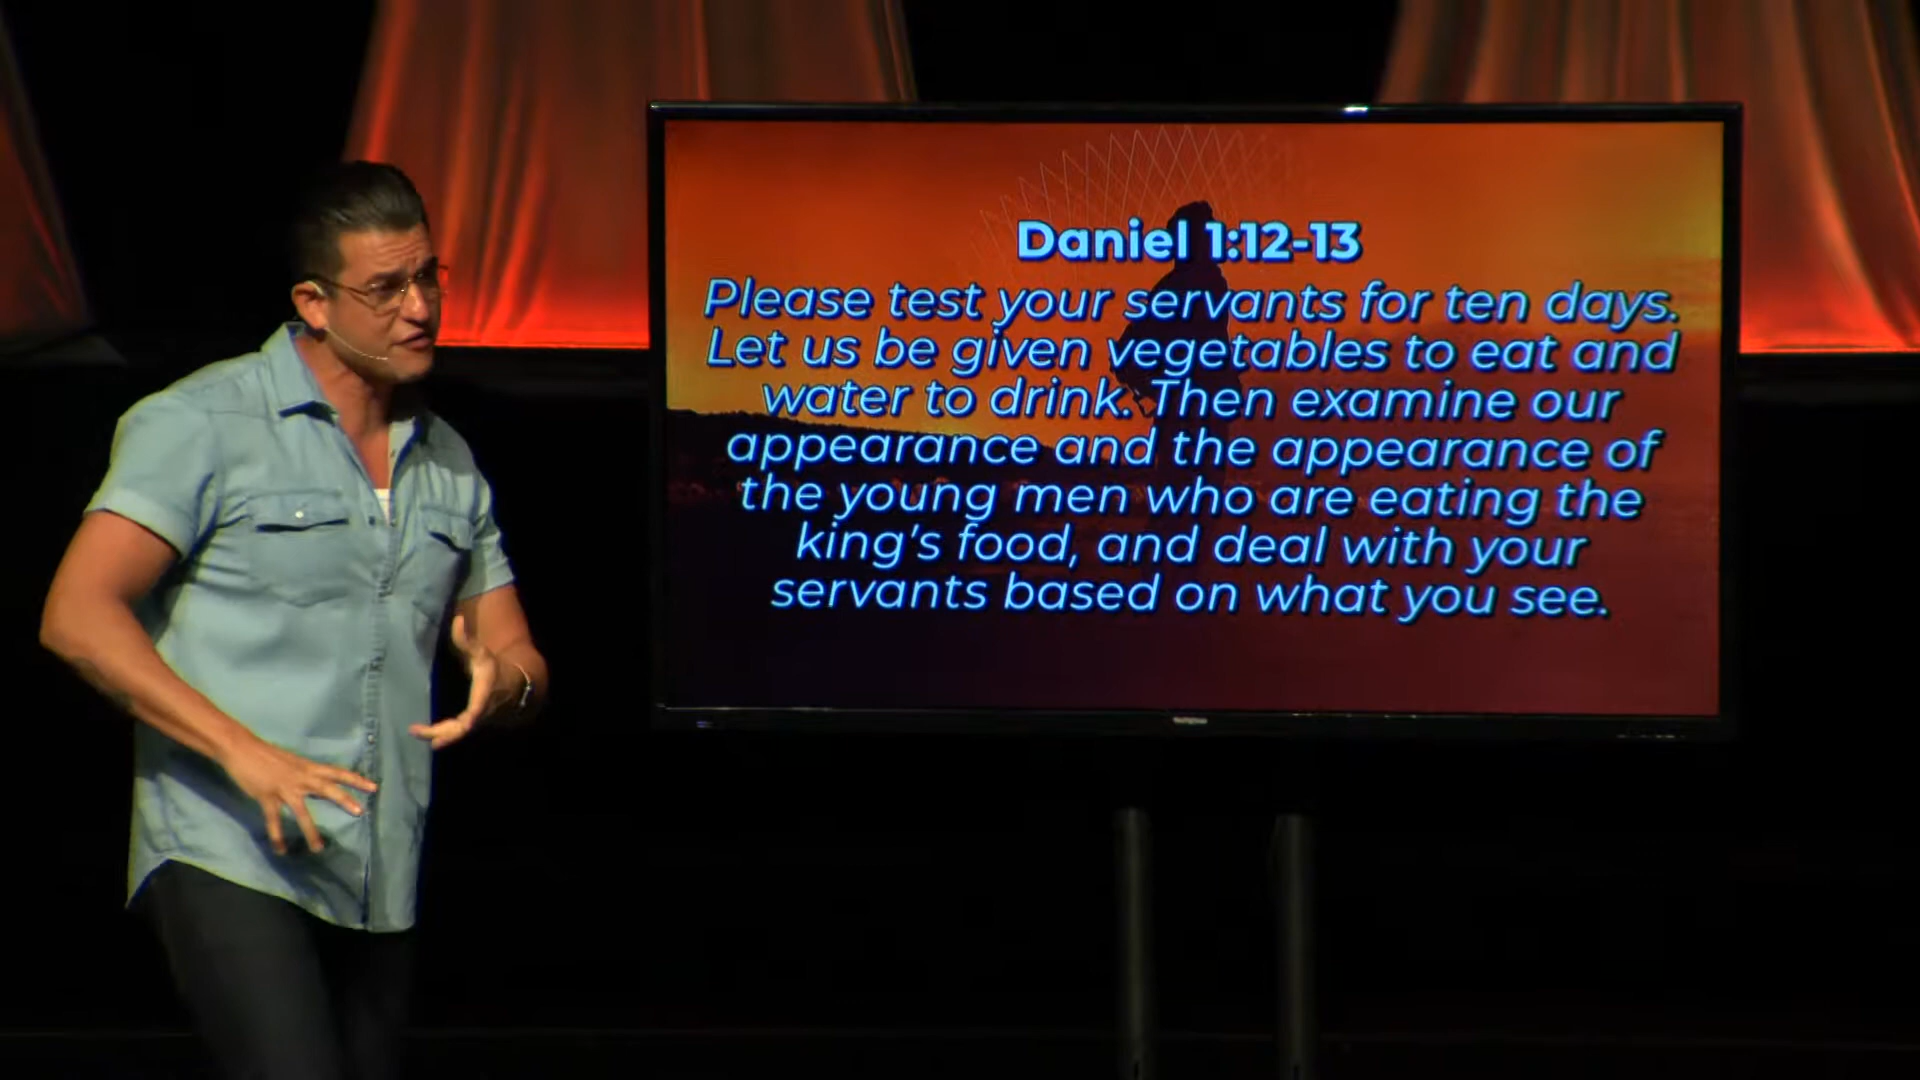 Daniel 1:12-13
Please test your servants for ten days.
Let us be given vegetables to eat and
water to drink. Then examine our
appearance and the appearance of
the young men who are eating the
king's food, and deal with your
servants based on what you see.